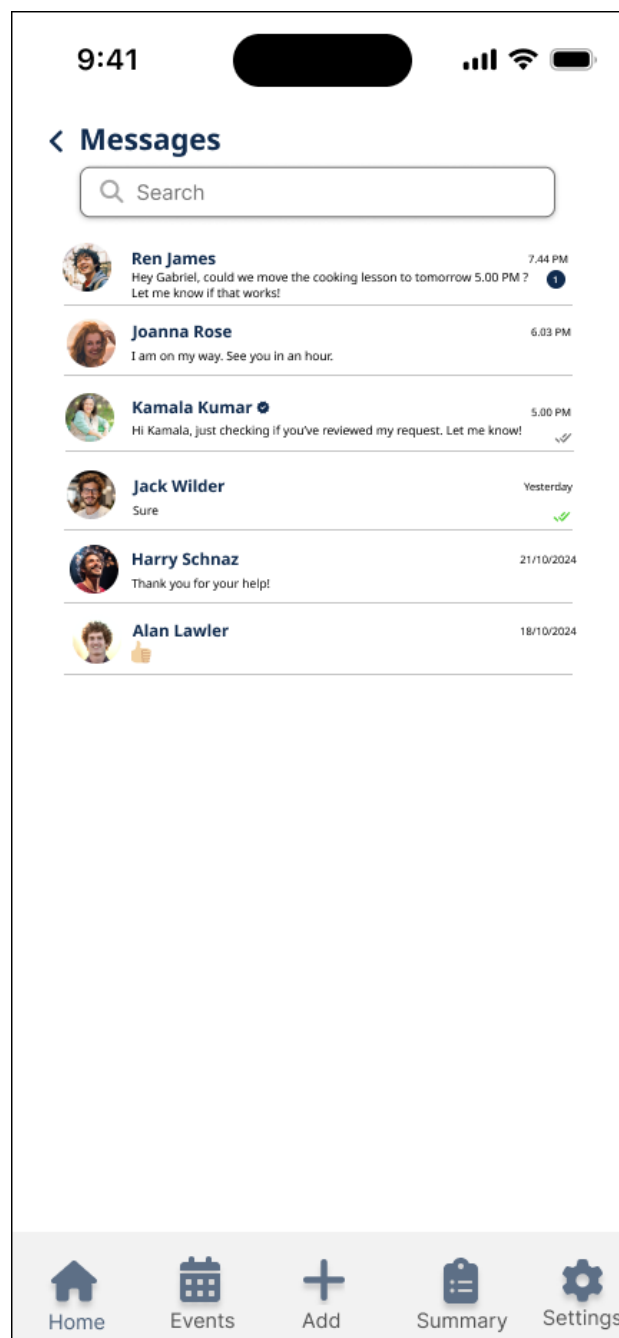 9:41
Messages
Search
Ren James
7.44 PM
Hey Gabriel, could we move the cooking lesson to tomorrow 5.00 PM ?
1
Let me know if that works!
Joanna Rose
6.03 PM
I am on my way. See you in an hour.
Kamala Kumar
5.00 PM
Hi Kamala, just checking if you’ve reviewed my request. Let me know!
Jack Wilder
Yesterday
Sure
Harry Schnaz
21/10/2024
Thank you for your help!
Alan Lawler
18/10/2024
Home
Events
Add
Summary
Settings